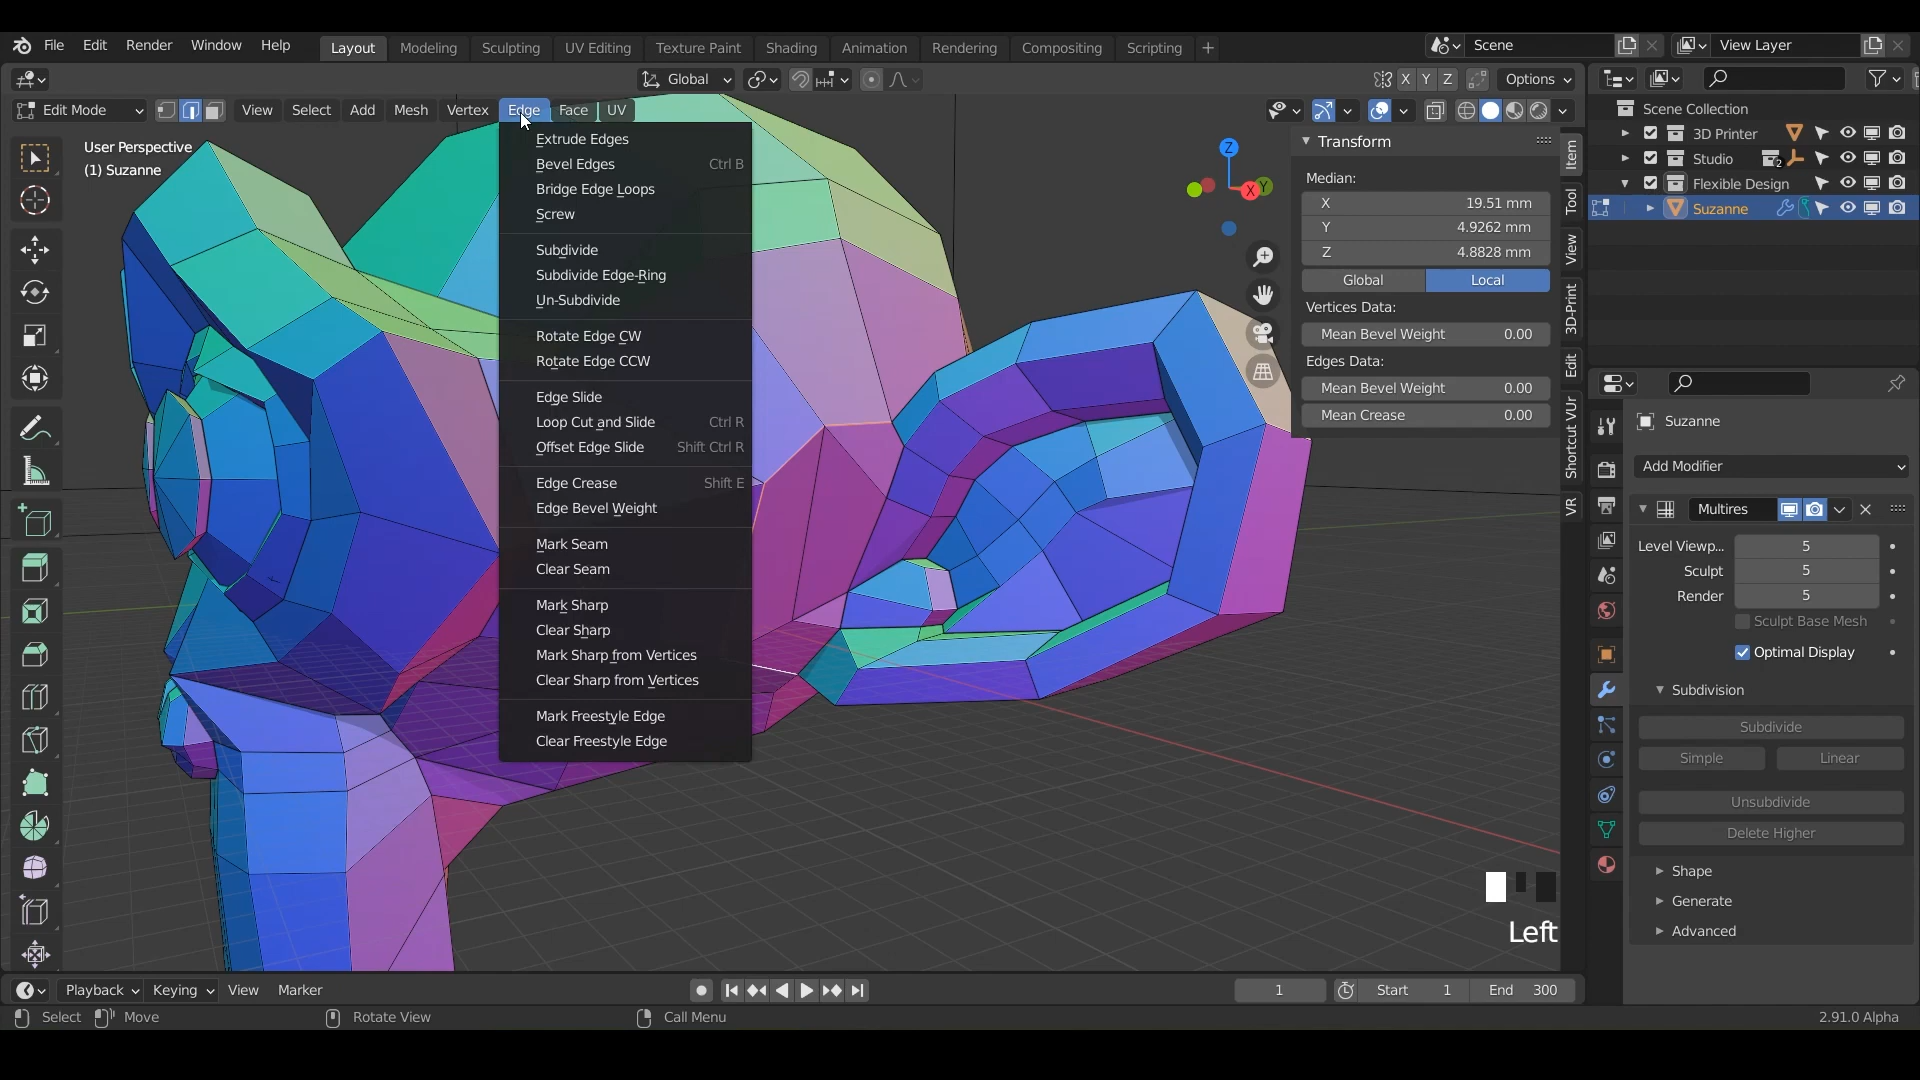 File Edit Render Window Help Layout Modeling Sculpting UV Editing Texture Paint Shading Animation Rendering Compositing Scripting + Scene View Layer
Global X Y Z Options
Edit Mode View Select Add Mesh Vertex Edge Face UV
User Perspective
(1) Suzanne
Extrude Edges
Bevel Edges Ctrl B
Bridge Edge Loops
Screw
Subdivide
Subdivide Edge-Ring
Un-Subdivide
Rotate Edge CW
Rotate Edge CCW
Edge Slide
Loop Cut and Slide Ctrl R
Offset Edge Slide Shift Ctrl R
Edge Crease Shift E
Edge Bevel Weight
Mark Seam
Clear Seam
Mark Sharp
Clear Sharp
Mark Sharp from Vertices
Clear Sharp from Vertices
Mark Freestyle Edge
Clear Freestyle Edge
Z
X
Y
Transform
Median:
X 19.51 mm
Y 4.9262 mm
Z 4.8828 mm
Global Local
Vertices Data:
Mean Bevel Weight 0.00
Edges Data:
Mean Bevel Weight 0.00
Mean Crease 0.00
Item
Tool
View
3D-Print
Edit
Shortcut VUr
VR
Scene Collection
3D Printer
Studio 2
Flexible Design
Suzanne
Suzanne
Add Modifier
Multires
Level Viewp... 5
Sculpt 5
Render 5
Sculpt Base Mesh
Optimal Display
Subdivision
Subdivide
Simple Linear
Unsubdivide
Delete Higher
Shape
Generate
Advanced
Left
Playback Keying View Marker 1 Start 1 End 300
Select Move Rotate View Call Menu 2.91.0 Alpha